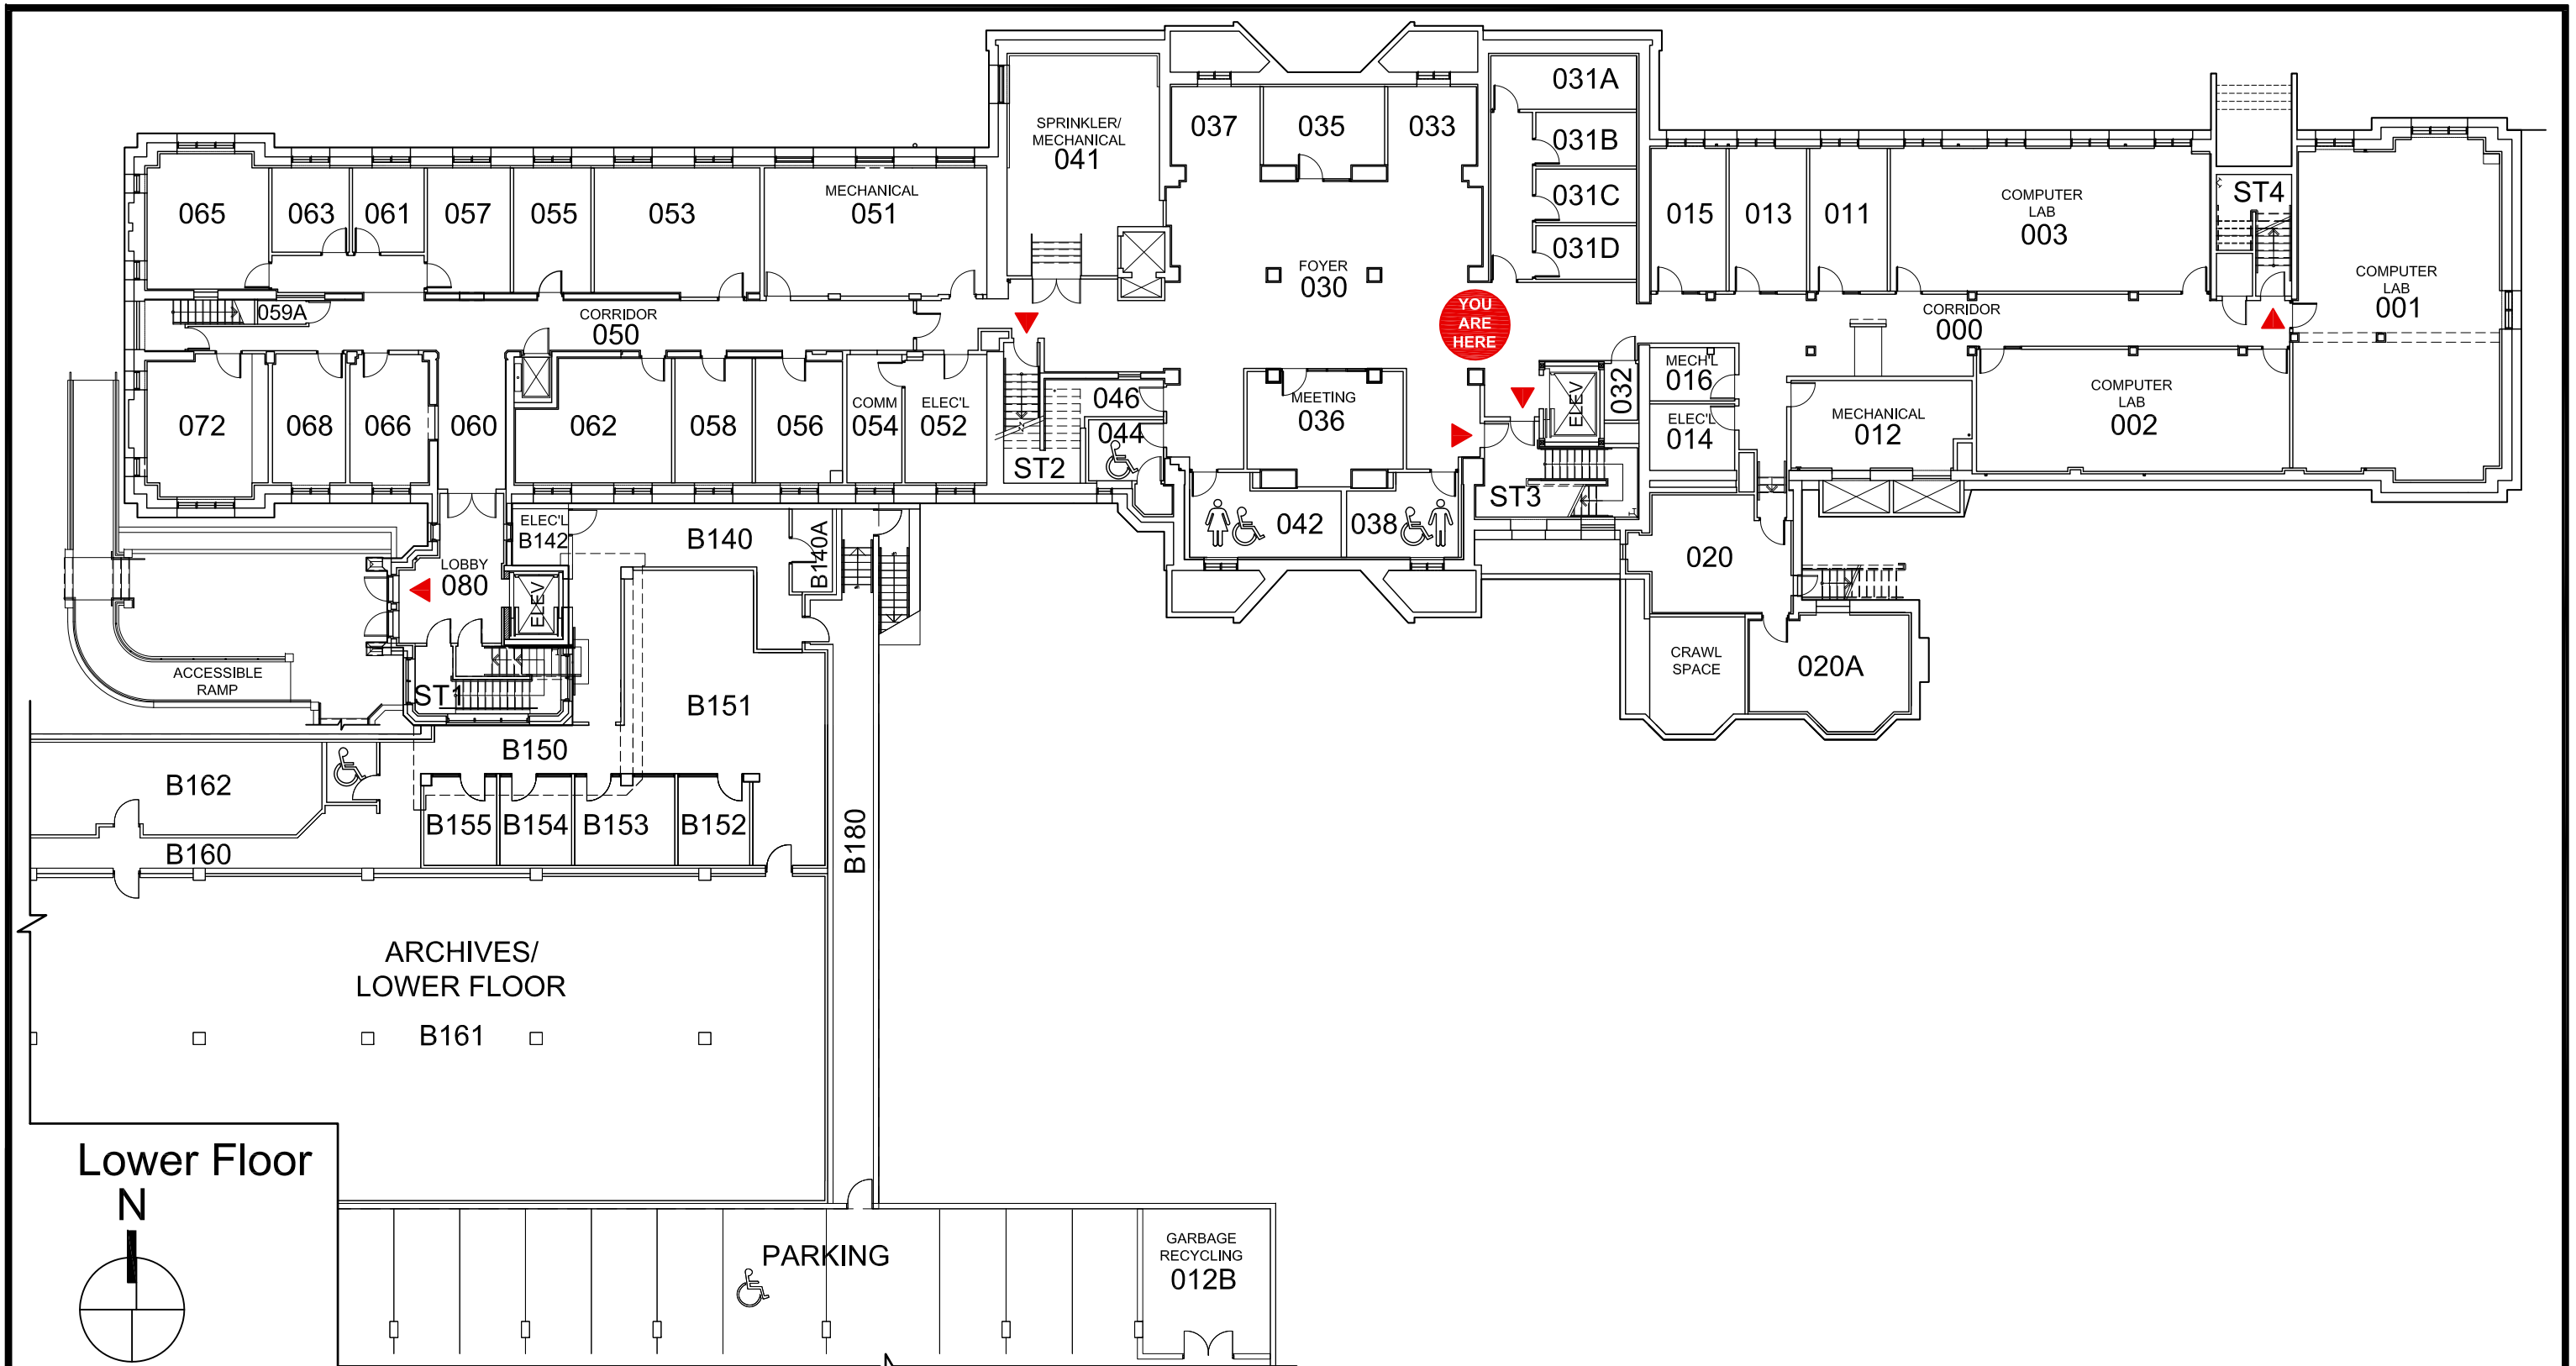 031A
SPRINKLER/
MECHANICAL
041
037
035
033
031B
031C
031D
065
063
061
057
055
053
MECHANICAL
051
015
013
011
COMPUTER
LAB
003
ST4
FOYER
030
COMPUTER
LAB
001
059A
CORRIDOR
050
YOU
ARE
HERE
CORRIDOR
000
072
068
066
060
062
058
056
COMM
054
ELEC'L
052
ST2
046
044
MEETING
036
ELEV
032
MECH'L
016
ELEC'L
014
MECHANICAL
012
COMPUTER
LAB
002
ST3
042
038
ELEC'L
B142
B140
B140A
LOBBY
080
ELEV
020
CRAWL
SPACE
020A
ACCESSIBLE
RAMP
ST1
B151
B150
B162
B155
B154
B153
B152
B180
B160
ARCHIVES/
LOWER FLOOR
B161
Lower Floor
N
PARKING
GARBAGE
RECYCLING
012B